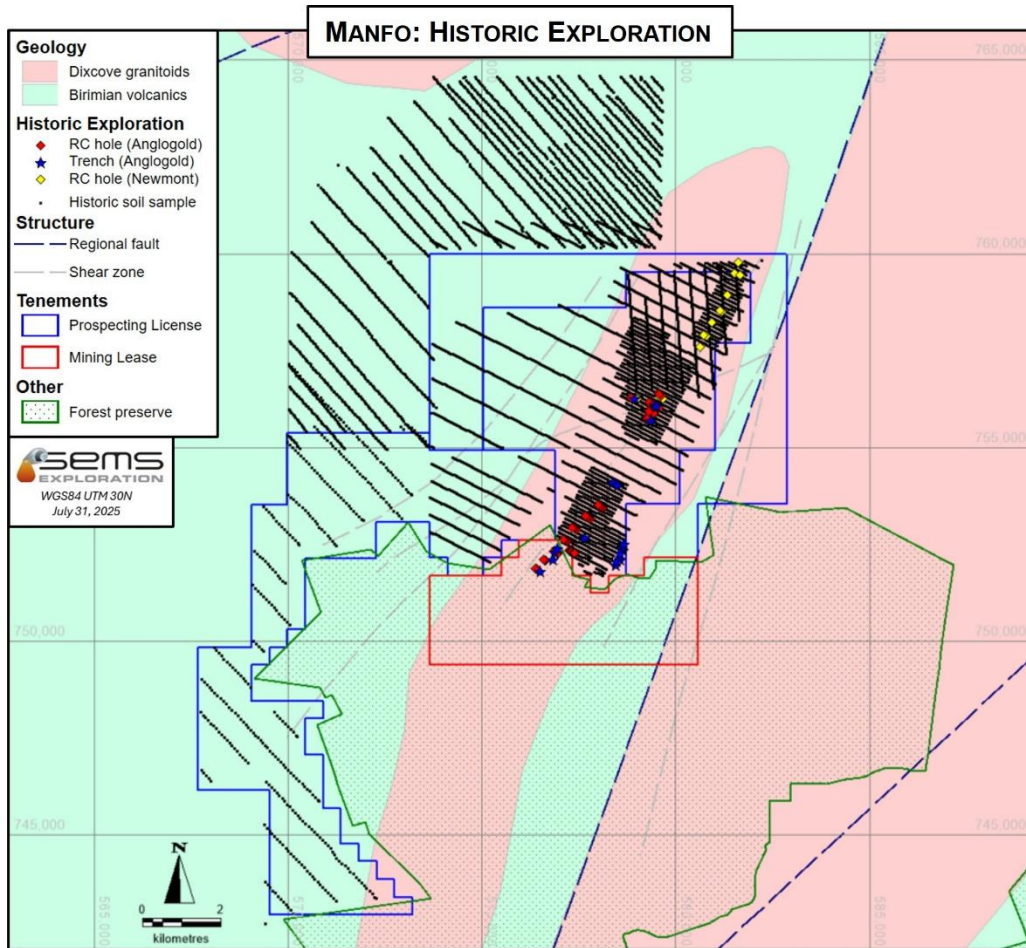 MANFO: HISTORIC EXPLORATION
Geology
Dixcove granitoids
Birimian volcanics
Historic Exploration
RC hole (Anglogold)
Trench (Anglogold)
RC hole (Newmont)
Historic soil sample
Structure
Regional fault
Shear zone
Tenements
Prospecting License
Mining Lease
Other
Forest preserve
sems
EXPLORATION
WGS84 UTM 30N
July 31, 2025
765,000
760,000
755,000
750,000
750,000
745,000
745,000
565,000
N
0 2
kilometres